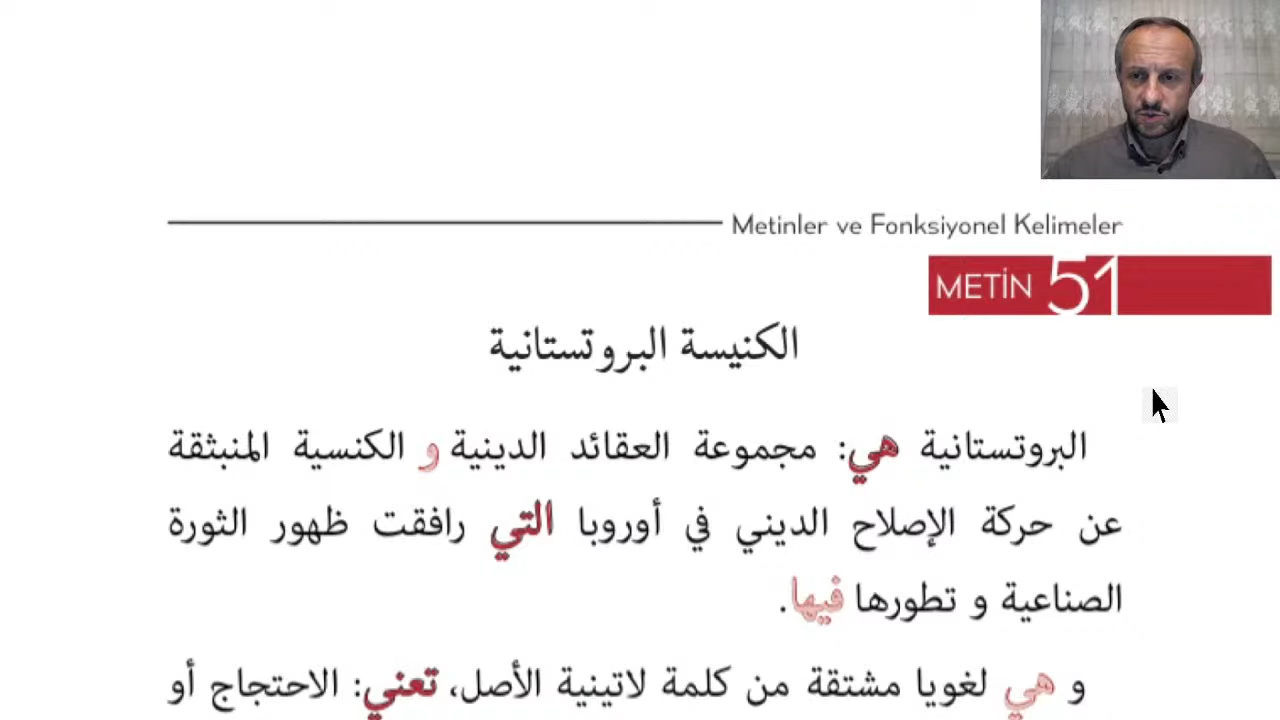 Metinler ve Fonksiyonel Kelimeler
METİN 51
الكنيسة البروتستانية
البروتستانية هي: مجموعة العقائد الدينية و الكنسية المنبثقة
عن حركة الإصلاح الديني في أوروبا التي رافقت ظهور الثورة
الصناعية و تطورها فيها.
و هي لغويا مشتقة من كلمة لاتينية الأصل، تعني: الاحتجاج أو